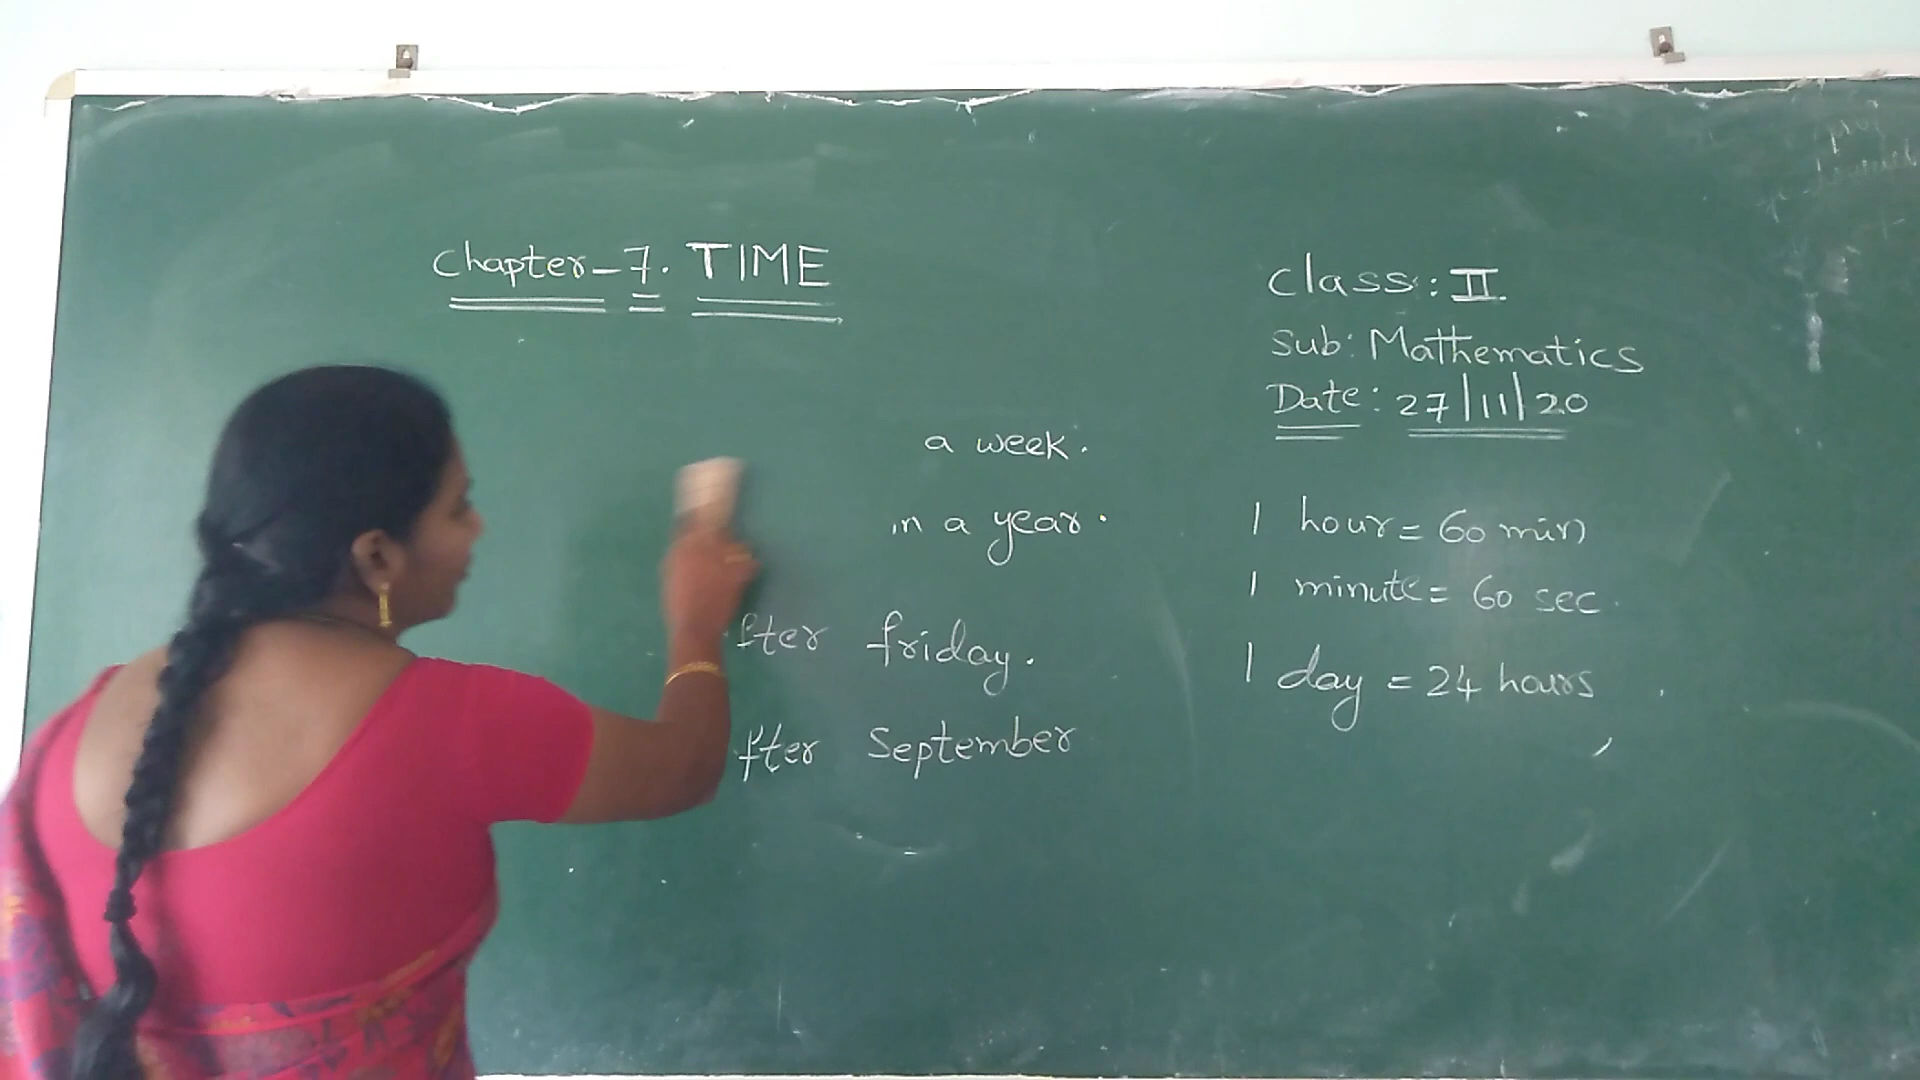 Chapter-7. TIME
a week.
in a year.
fter friday.
fter September
Class: II.
Sub: Mathematics
Date: 27/11/20
1 hour = 60 min
1 minute = 60 sec.
1 day = 24 hours